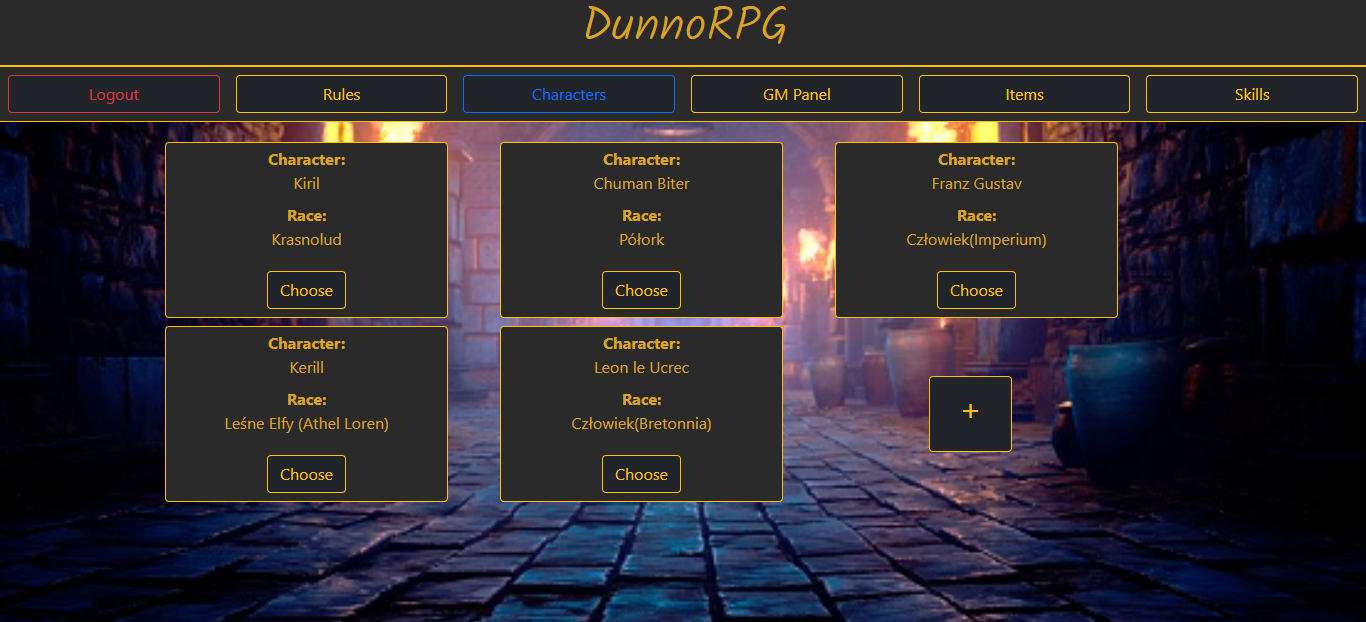 DunnoRPG
Logout
Rules
Characters
GM Panel
Items
Skills
Character:
Kiril
Race:
Krasnolud
Choose
Character:
Chuman Biter
Race:
Półork
Choose
Character:
Franz Gustav
Race:
Człowiek(Imperium)
Choose
Character:
Kerill
Race:
Leśne Elfy (Athel Loren)
Choose
Character:
Leon le Ucrec
Race:
Człowiek(Bretonnia)
Choose
+